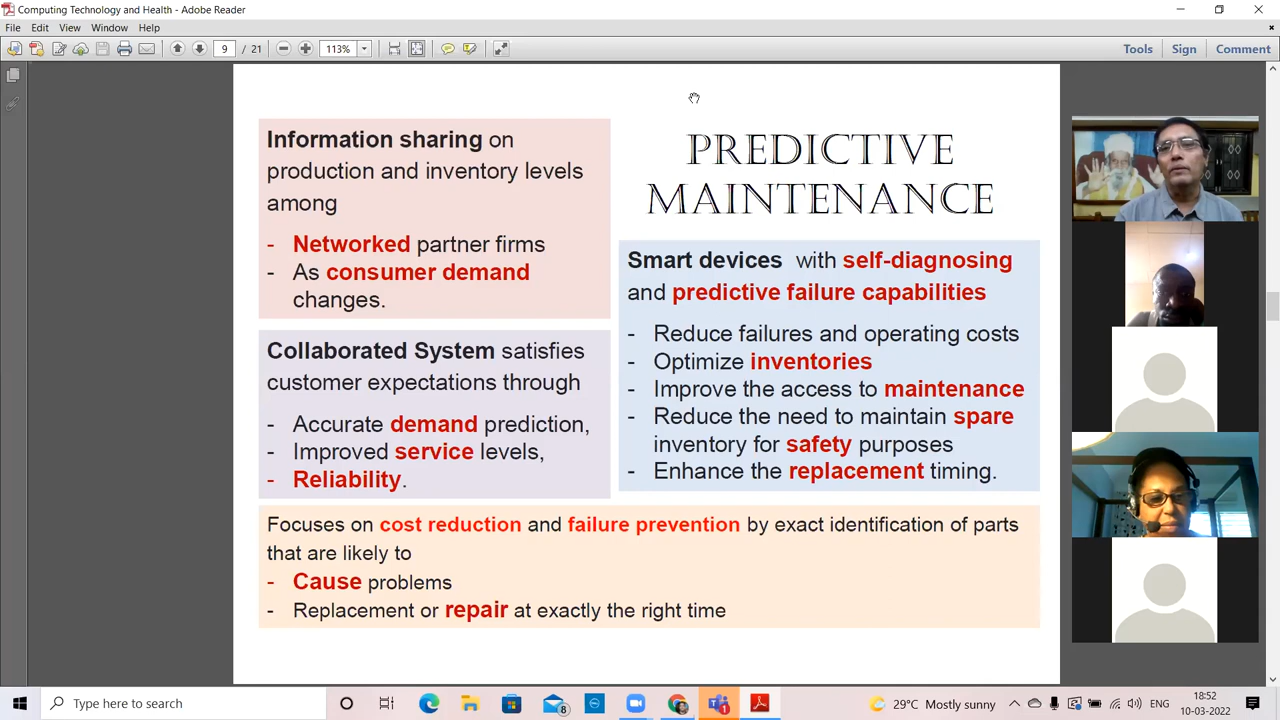 Computing Technology and Health - Adobe Reader
File Edit View Window Help
9 / 21
113%
Tools Sign Comment
PREDICTIVE
MAINTENANCE
Information sharing on
production and inventory levels
among
- Networked partner firms
- As consumer demand
changes.
Collaborated System satisfies
customer expectations through
- Accurate demand prediction,
- Improved service levels,
- Reliability.
Smart devices with self-diagnosing
and predictive failure capabilities
- Reduce failures and operating costs
- Optimize inventories
- Improve the access to maintenance
- Reduce the need to maintain spare
inventory for safety purposes
- Enhance the replacement timing.
Focuses on cost reduction and failure prevention by exact identification of parts
that are likely to
- Cause problems
- Replacement or repair at exactly the right time
Type here to search
8
1
29°C Mostly sunny
ENG
18:52
10-03-2022